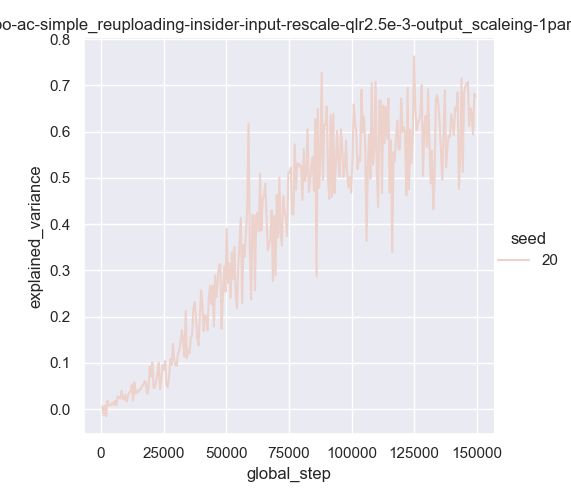 oo-ac-simple_reuploading-insider-input-rescale-qlr2.5e-3-output_scaleing-1par
0.8
0.7
0.6
0.5
0.4
0.3
0.2
0.1
0.0
explained_variance
seed
20
0 25000 50000 75000 100000 125000 150000
global_step